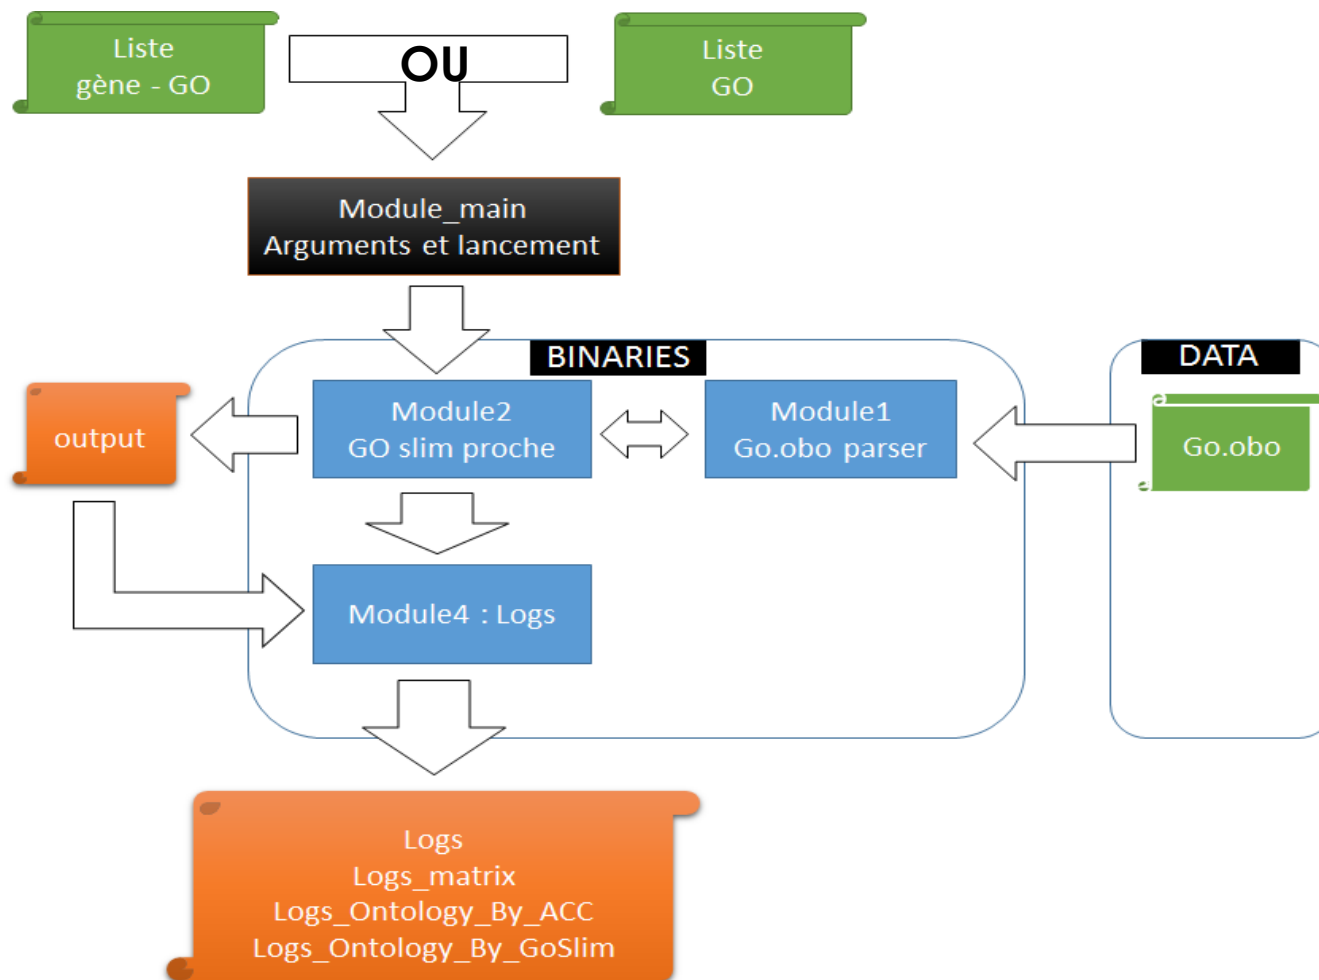 Liste
gène - GO
OU
Liste
GO
Module_main
Arguments et lancement
BINARIES
DATA
output
Module2
GO slim proche
Module1
Go.obo parser
Go.obo
Module4 : Logs
Logs
Logs_matrix
Logs_Ontology_By_ACC
Logs_Ontology_By_GoSlim